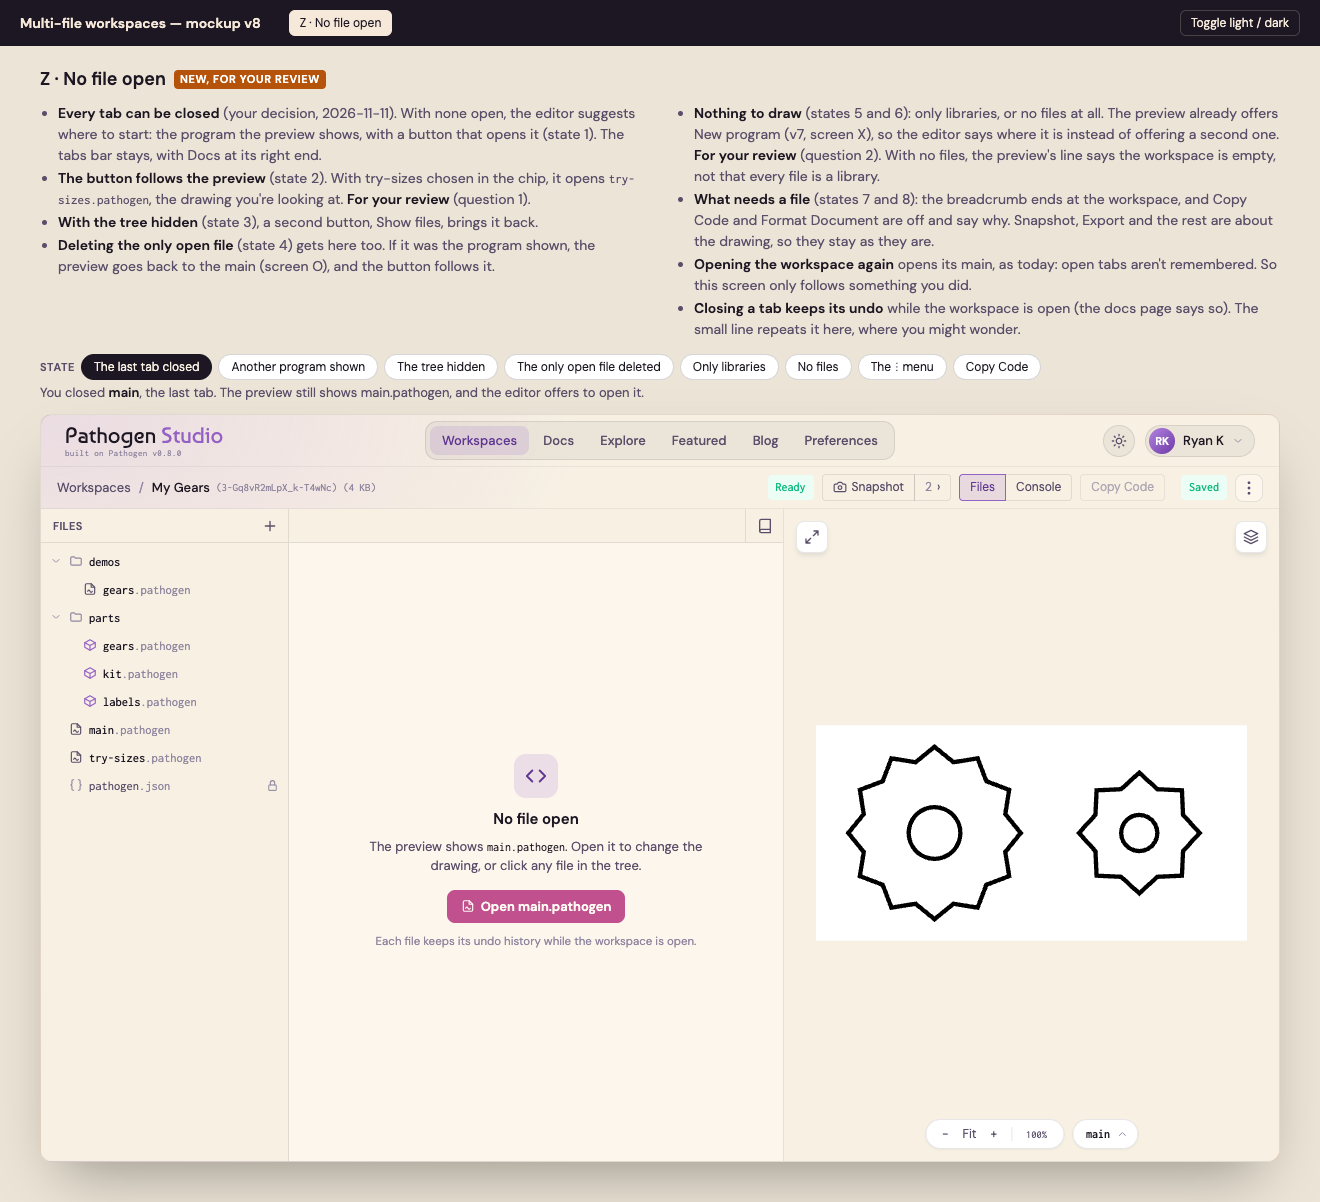 Multi-file workspaces — mockup v8
Z · No file open
Toggle light / dark
Z · No file open
NEW, FOR YOUR REVIEW
Every tab can be closed (your decision, 2026-11-11). With none open, the editor suggests
where to start: the program the preview shows, with a button that opens it (state 1). The
tabs bar stays, with Docs at its right end.
The button follows the preview (state 2). With try-sizes chosen in the chip, it opens try-
sizes.pathogen, the drawing you're looking at. For your review (question 1).
With the tree hidden (state 3), a second button, Show files, brings it back.
Deleting the only open file (state 4) gets here too. If it was the program shown, the
preview goes back to the main (screen O), and the button follows it.
Nothing to draw (states 5 and 6): only libraries, or no files at all. The preview already offers
New program (v7, screen X), so the editor says where it is instead of offering a second one.
For your review (question 2). With no files, the preview's line says the workspace is empty,
not that every file is a library.
What needs a file (states 7 and 8): the breadcrumb ends at the workspace, and Copy
Code and Format Document are off and say why. Snapshot, Export and the rest are about
the drawing, so they stay as they are.
Opening the workspace again opens its main, as today: open tabs aren't remembered. So
this screen only follows something you did.
Closing a tab keeps its undo while the workspace is open (the docs page says so). The
small line repeats it here, where you might wonder.
STATE
The last tab closed
Another program shown
The tree hidden
The only open file deleted
Only libraries
No files
The ⋮ menu
Copy Code
You closed main, the last tab. The preview still shows main.pathogen, and the editor offers to open it.
Pathogen Studio
built on Pathogen v0.8.0
Workspaces
Docs
Explore
Featured
Blog
Preferences
RK
Ryan K
Workspaces / My Gears (3-Gq8vR2mLpX_k-T4wNc) (4 KB)
Ready
Snapshot
2 ›
Files
Console
Copy Code
Saved
FILES
demos
gears.pathogen
parts
gears.pathogen
kit.pathogen
labels.pathogen
main.pathogen
try-sizes.pathogen
pathogen.json
No file open
The preview shows main.pathogen. Open it to change the
drawing, or click any file in the tree.
Open main.pathogen
Each file keeps its undo history while the workspace is open.
− Fit + 100%
main